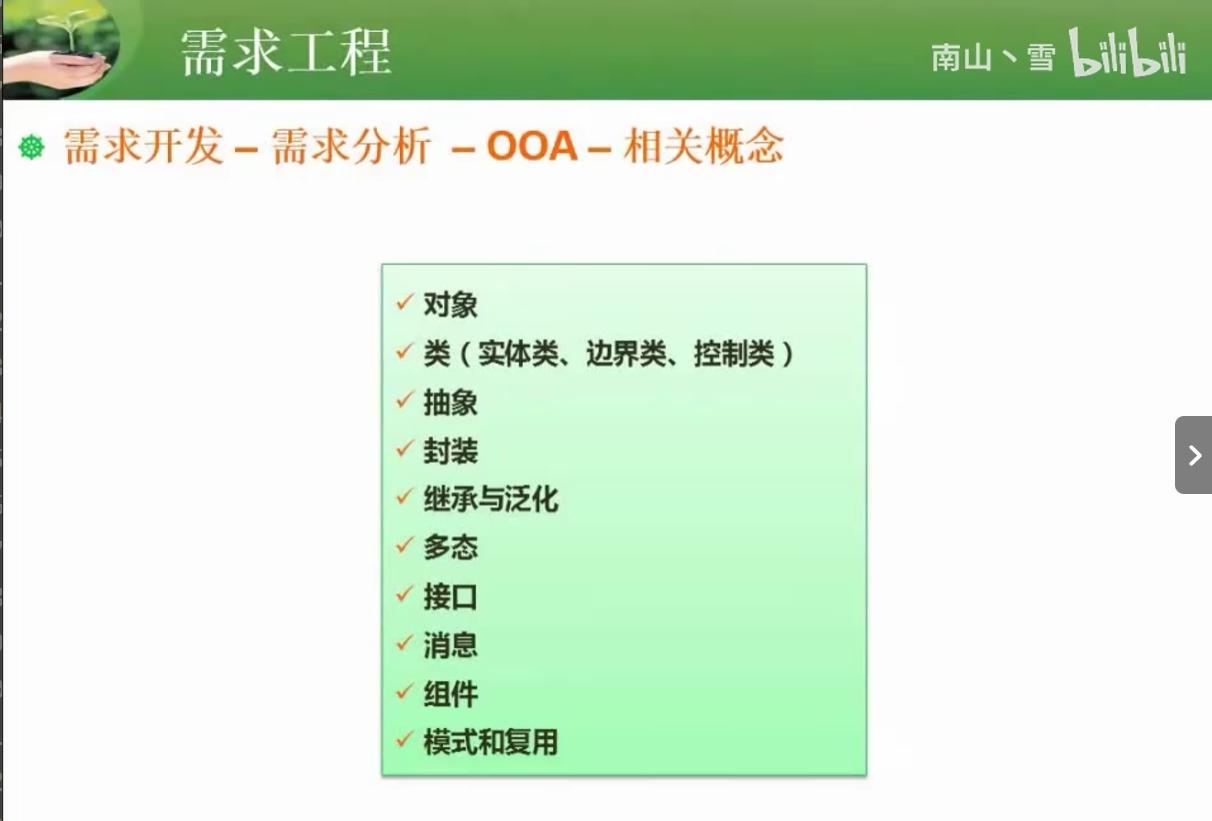 需求工程
南山丶雪 bilibili
需求开发 – 需求分析 – OOA – 相关概念
对象
类（实体类、边界类、控制类）
抽象
封装
继承与泛化
多态
接口
消息
组件
模式和复用